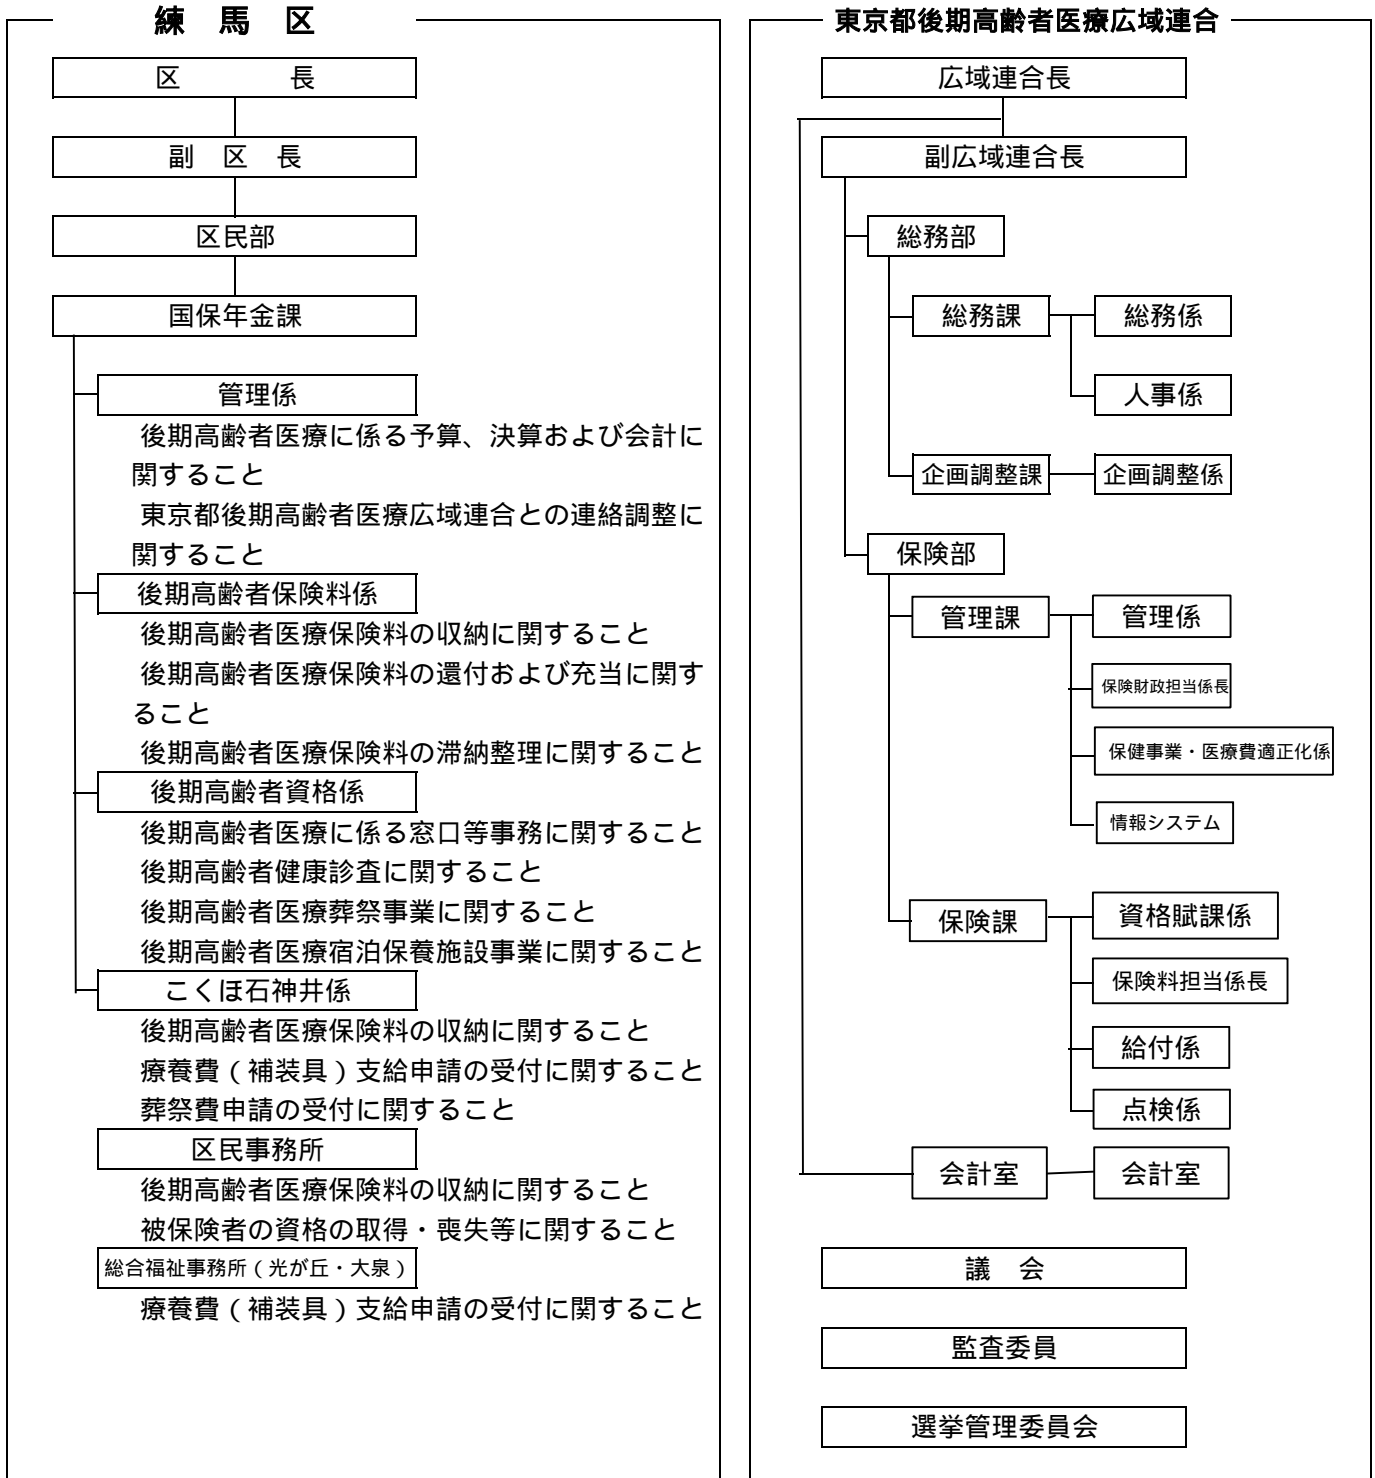 練 馬 区
区 長
副 区 長
区民部
国保年金課
管理係
後期高齢者医療に係る予算、決算および会計に
関すること
東京都後期高齢者医療広域連合との連絡調整に
関すること
後期高齢者保険料係
後期高齢者医療保険料の収納に関すること
後期高齢者医療保険料の還付および充当に関す
ること
後期高齢者医療保険料の滞納整理に関すること
後期高齢者資格係
後期高齢者医療に係る窓口等事務に関すること
後期高齢者健康診査に関すること
後期高齢者医療葬祭事業に関すること
後期高齢者医療宿泊保養施設事業に関すること
こくほ石神井係
後期高齢者医療保険料の収納に関すること
療養費（補装具）支給申請の受付に関すること
葬祭費申請の受付に関すること
区民事務所
後期高齢者医療保険料の収納に関すること
被保険者の資格の取得・喪失等に関すること
総合福祉事務所（光が丘・大泉）
療養費（補装具）支給申請の受付に関すること
東京都後期高齢者医療広域連合
広域連合長
副広域連合長
総務部
総務課
総務係
人事係
企画調整課
企画調整係
保険部
管理課
管理係
保険財政担当係長
保健事業・医療費適正化係
情報システム
保険課
資格賦課係
保険料担当係長
給付係
点検係
会計室
会計室
議 会
監査委員
選挙管理委員会